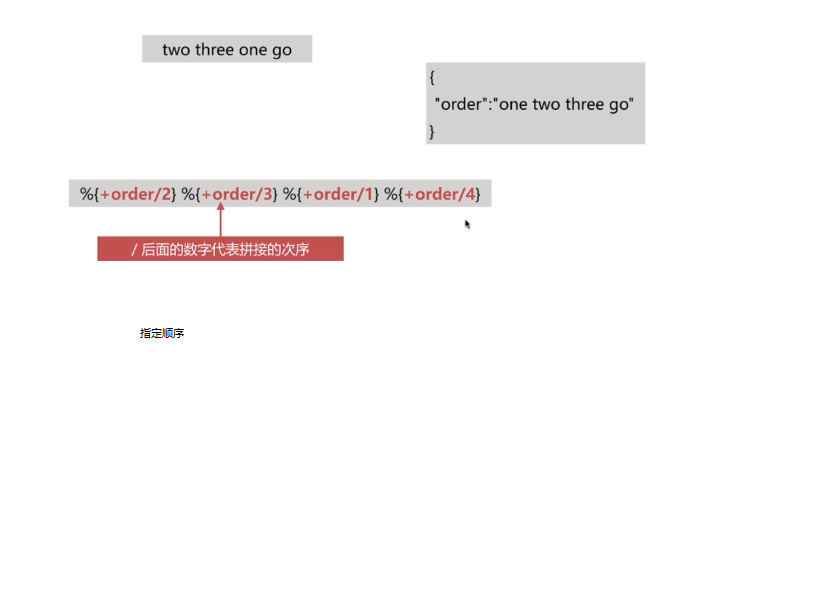 two three one go
{
"order":"one two three go"
}
%{+order/2} %{+order/3} %{+order/1} %{+order/4}
/ 后面的数字代表拼接的次序
指定顺序